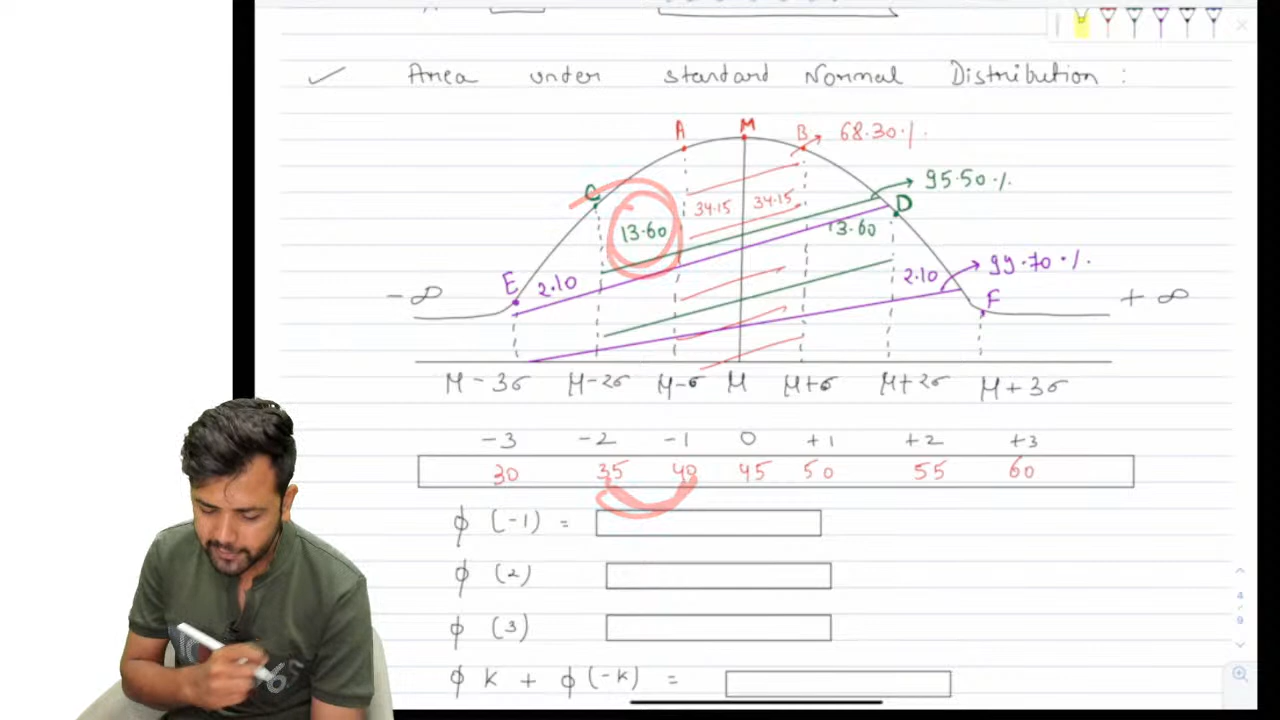 ✓ Area under standard Normal Distribution :
A M B 68.30%
C 95.50%
34.15 34.15 D
13.60 13.60
E 2.10 2.10 99.70%
-∞ F +∞
μ-3σ μ-2σ μ-σ μ μ+σ μ+2σ μ+3σ
-3 -2 -1 0 +1 +2 +3
30 35 40 45 50 55 60
ϕ (-1) =
ϕ (2)
ϕ (3)
ϕ k + ϕ (-k) =
4
9